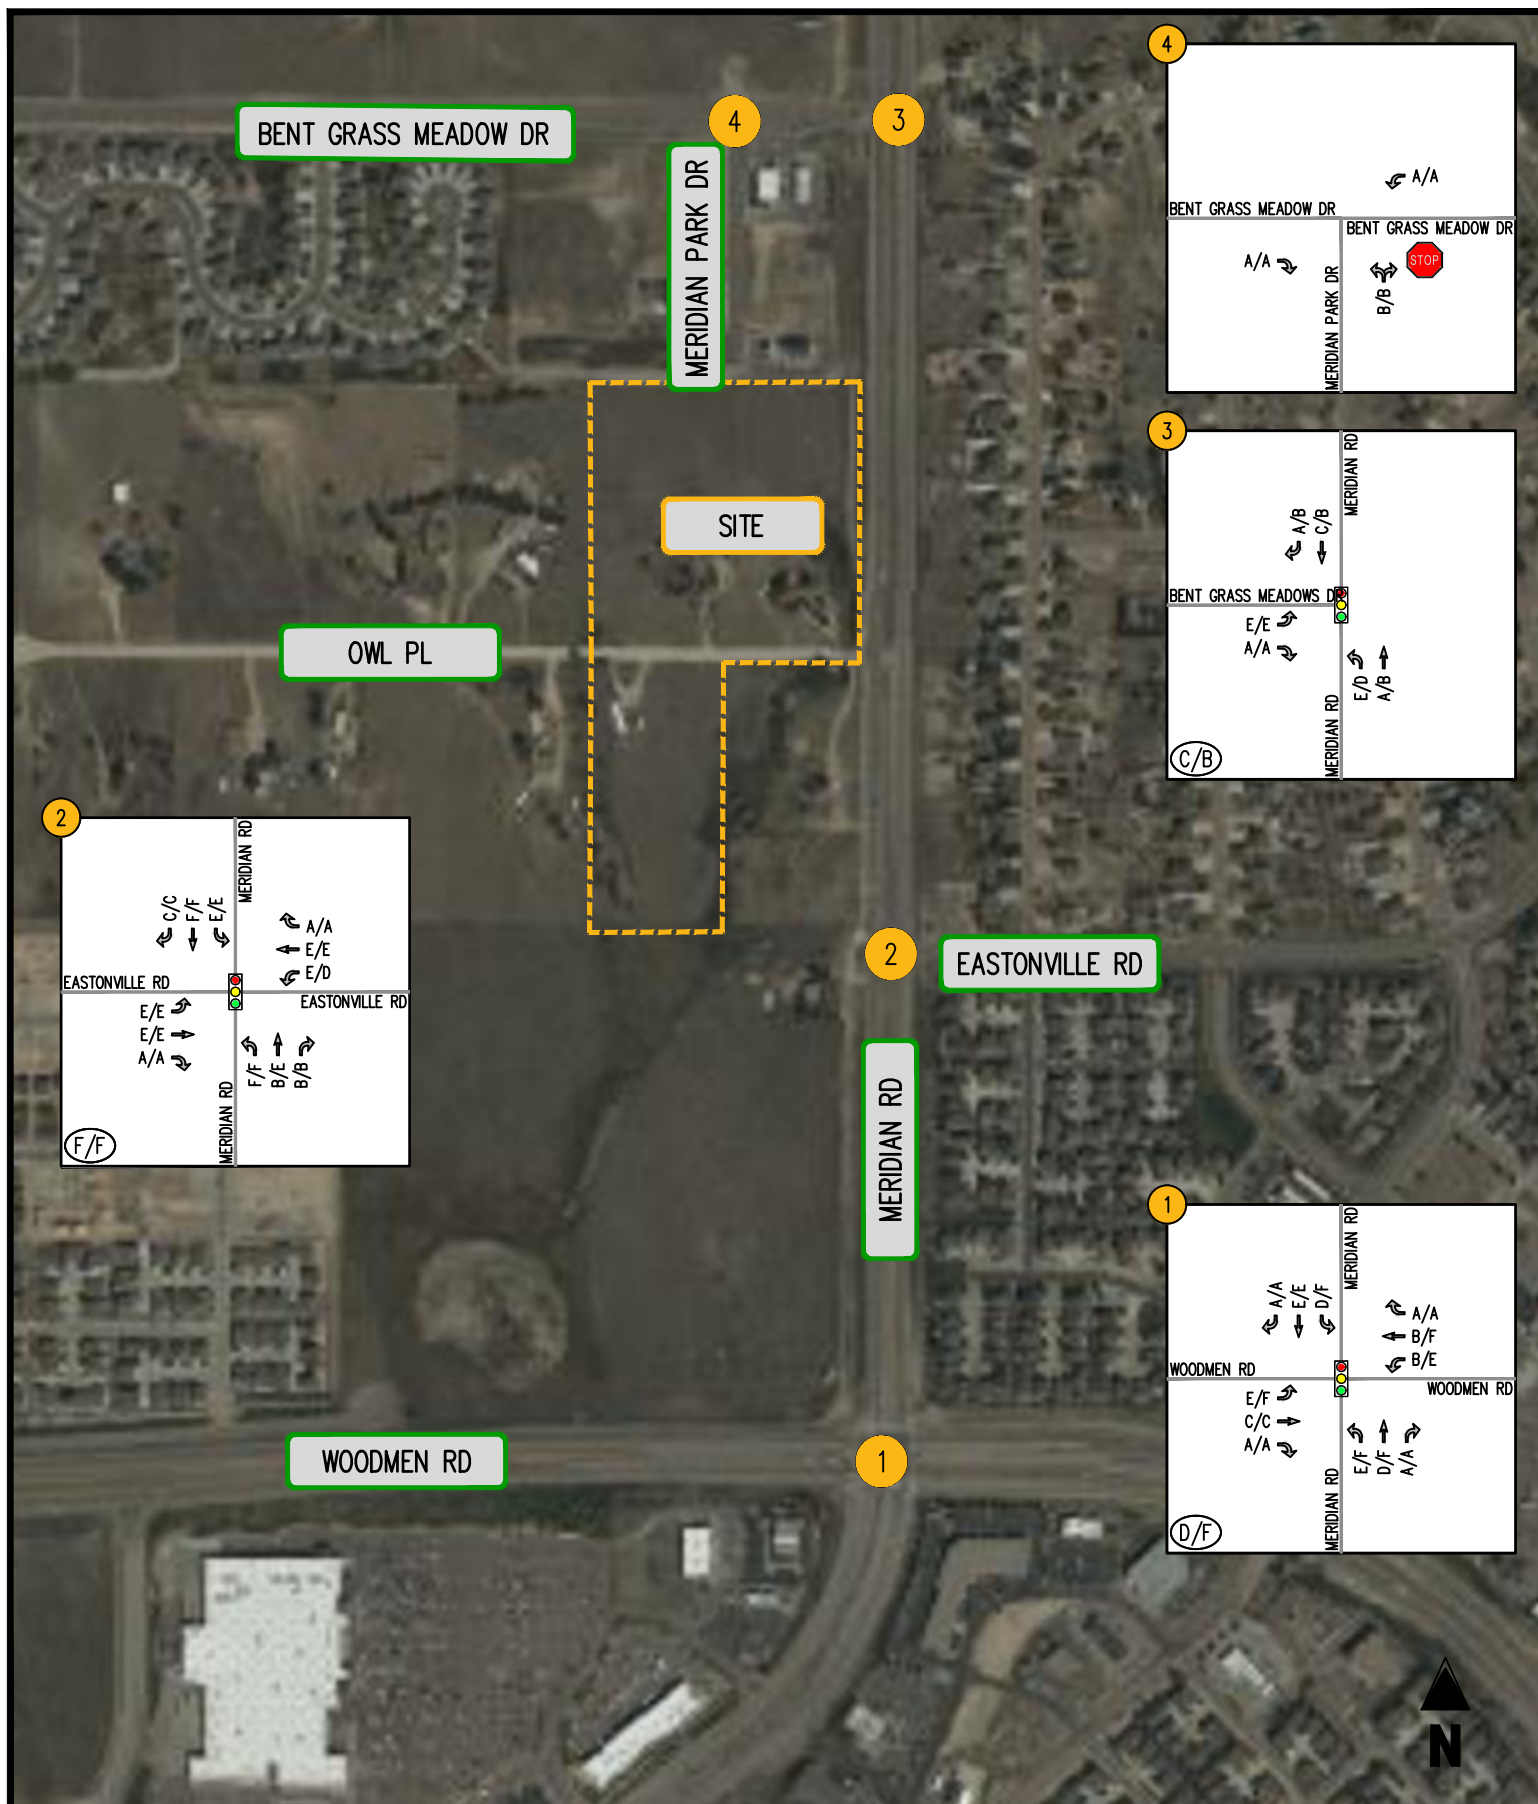 4
A/A
BENT GRASS MEADOW DR
BENT GRASS MEADOW DR
A/A
STOP
B/B
MERIDIAN PARK DR
BENT GRASS MEADOW DR
4
3
MERIDIAN PARK DR
3
MERIDIAN RD
A/B
C/B
BENT GRASS MEADOWS DR
E/E
A/A
E/D
A/B
MERIDIAN RD
C/B
SITE
OWL PL
2
MERIDIAN RD
C/C
F/F
E/E
A/A
E/E
E/D
EASTONVILLE RD
EASTONVILLE RD
E/E
E/E
A/A
F/F
B/E
B/B
MERIDIAN RD
F/F
2
EASTONVILLE RD
MERIDIAN RD
1
MERIDIAN RD
A/A
E/E
D/F
A/A
B/F
B/E
WOODMEN RD
WOODMEN RD
E/F
C/C
A/A
E/F
D/F
A/A
MERIDIAN RD
D/F
WOODMEN RD
1
N